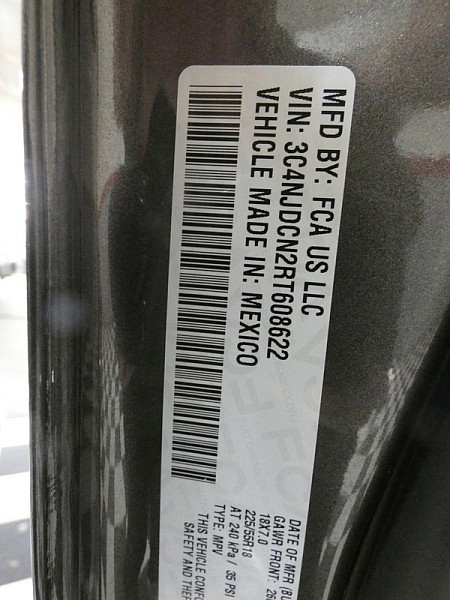 MFD BY: FCA US LLC
VIN: 3C4NJDCN2RT608622
VEHICLE MADE IN: MEXICO
DATE OF MFR
GAWR FRONT:
18X7.0
225/55R18
AT 240 kPa / 35 PSI
TYPE: MPV
THIS VEHICLE
SAFETY AND